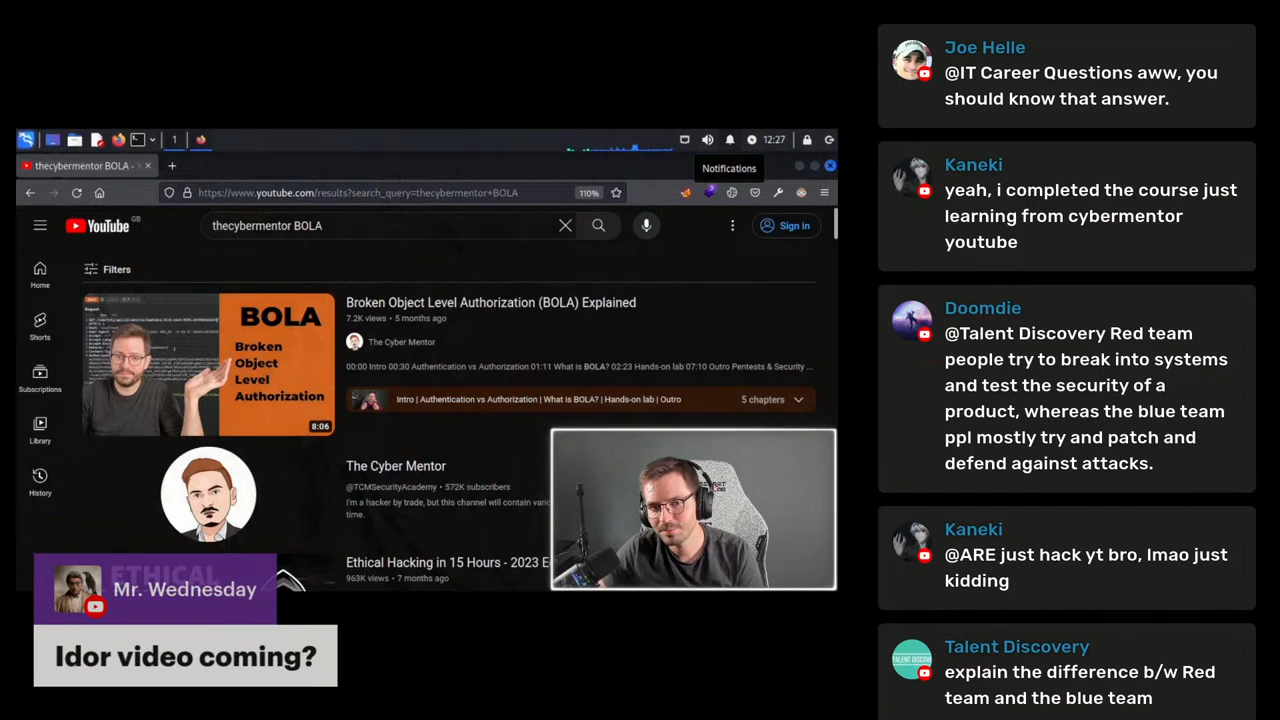 1
12:27
thecybermentor BOLA -
Notifications
https://www.youtube.com/results?search_query=thecybermentor+BOLA
110%
YouTube GB
thecybermentor BOLA
Sign in
Home
Shorts
Subscriptions
Library
History
Filters
BOLA
Broken
Object
Level
Authorization
8:06
Broken Object Level Authorization (BOLA) Explained
7.2K views • 5 months ago
The Cyber Mentor
00:00 Intro 00:30 Authentication vs Authorization 01:11 What is BOLA? 02:23 Hands-on lab 07:10 Outro Pentests & Security ...
Intro | Authentication vs Authorization | What is BOLA? | Hands-on lab | Outro
5 chapters
The Cyber Mentor
@TCMSecurityAcademy • 572K subscribers
I'm a hacker by trade, but this channel will contain vario
time.
Ethical Hacking in 15 Hours - 2023 E
963K views • 7 months ago
ETHICAL
Mr. Wednesday
Idor video coming?
Joe Helle
@IT Career Questions aww, you
should know that answer.
Kaneki
yeah, i completed the course just
learning from cybermentor
youtube
Doomdie
@Talent Discovery Red team
people try to break into systems
and test the security of a
product, whereas the blue team
ppl mostly try and patch and
defend against attacks.
Kaneki
@ARE just hack yt bro, lmao just
kidding
Talent Discovery
explain the difference b/w Red
team and the blue team